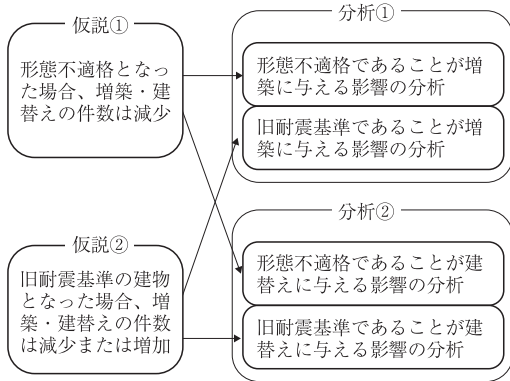 仮説①
形態不適格となっ
た場合、増築・建
替えの件数は減少
仮説②
旧耐震基準の建物
となった場合、増
築・建替えの件数
は減少または増加
分析①
形態不適格であることが増
築に与える影響の分析
旧耐震基準であることが増
築に与える影響の分析
分析②
形態不適格であることが建
替えに与える影響の分析
旧耐震基準であることが建
替えに与える影響の分析